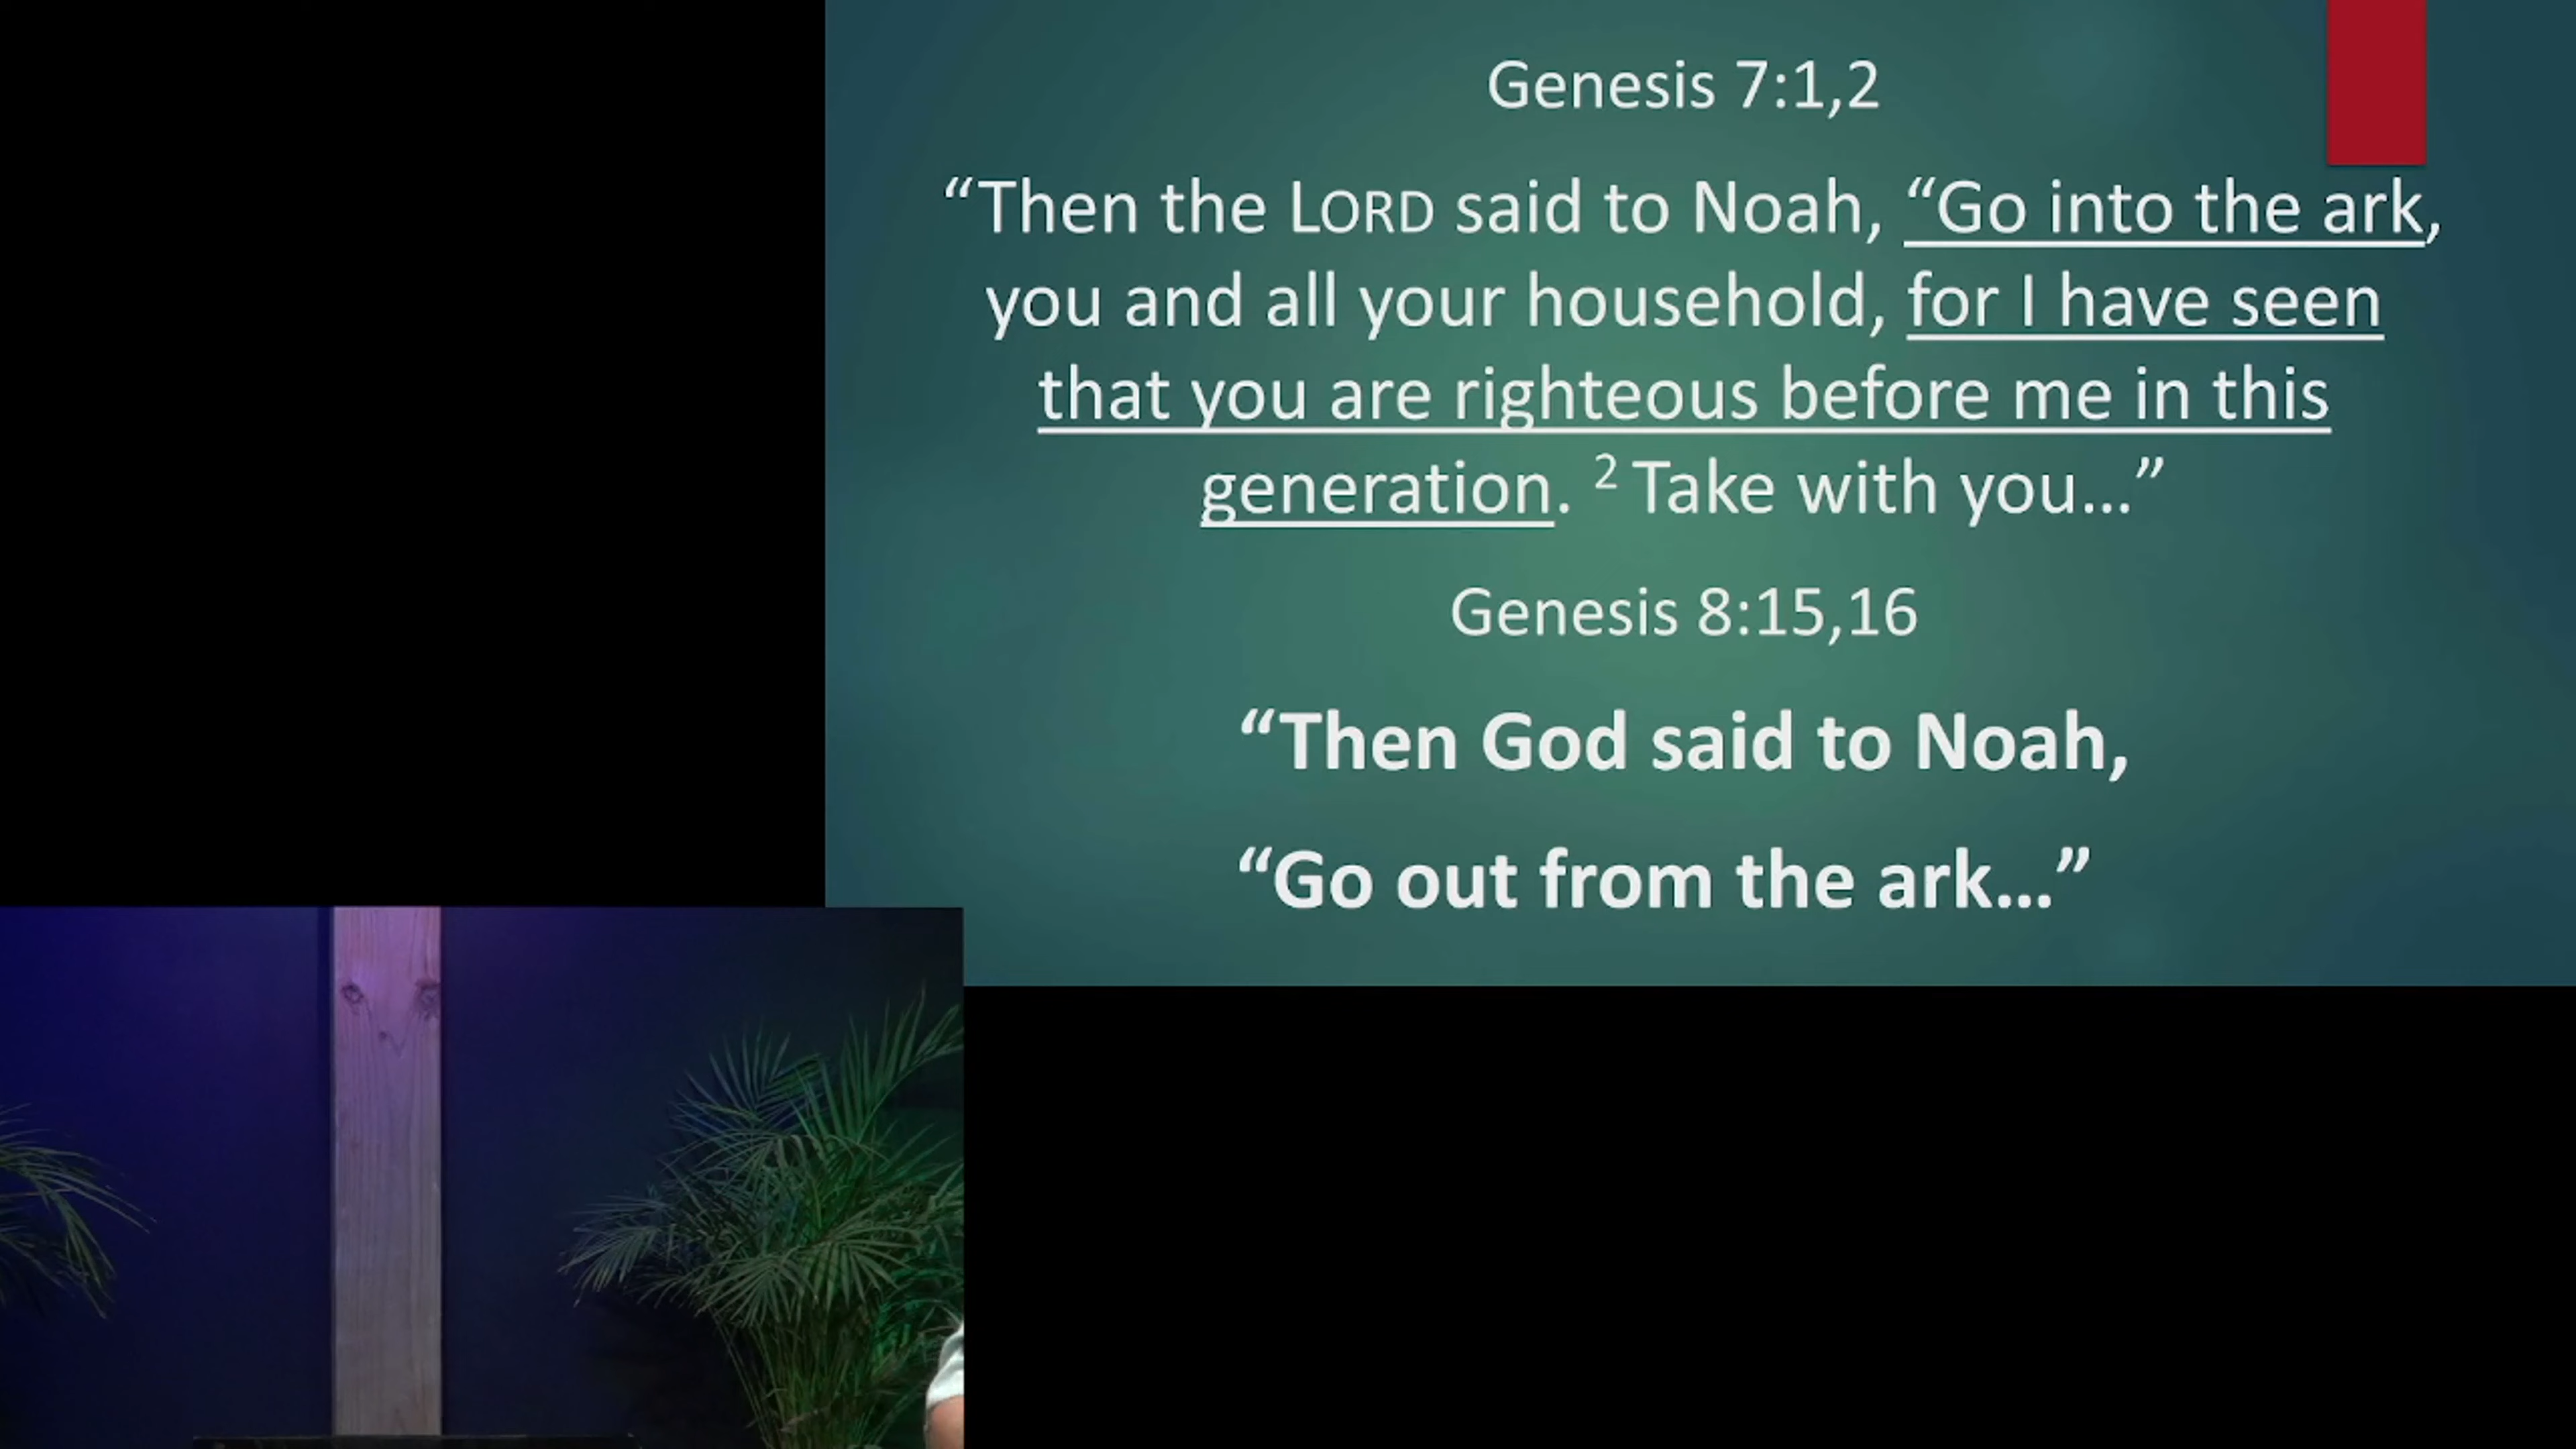 Genesis 7:1,2
“Then the LORD said to Noah, “Go into the ark,
you and all your household, for I have seen
that you are righteous before me in this
generation. 2 Take with you...”
Genesis 8:15,16
“Then God said to Noah,
“Go out from the ark...”